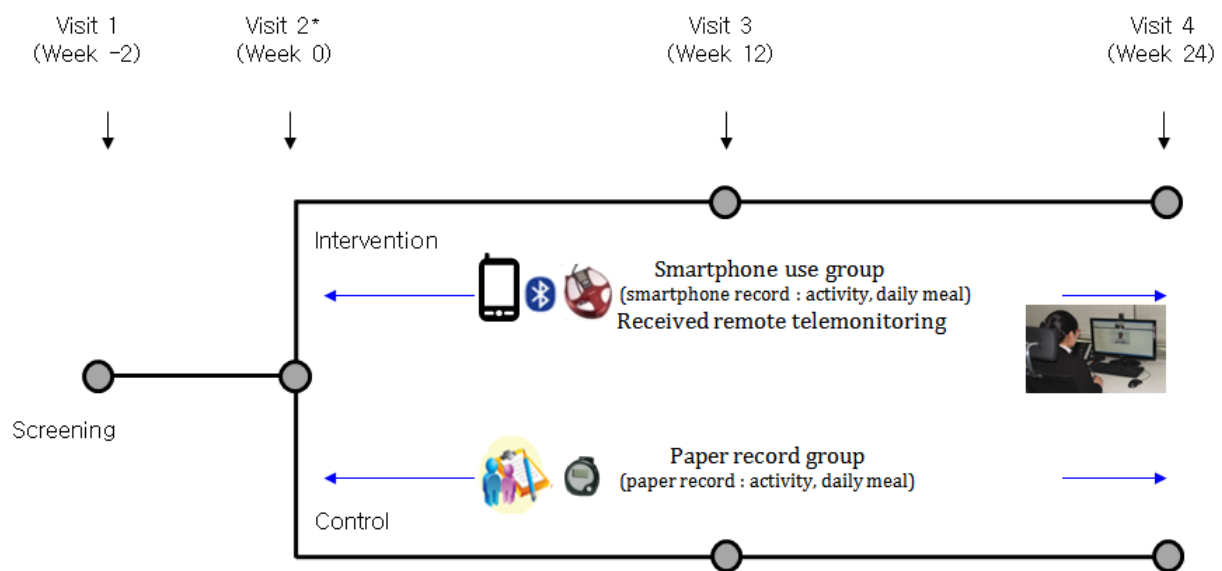 Visit 1
(Week -2)
Visit 2*
(Week 0)
Visit 3
(Week 12)
Visit 4
(Week 24)
Intervention
Smartphone use group
(smartphone record : activity, daily meal)
Received remote telemonitoring
Screening
Paper record group
(paper record : activity, daily meal)
Control